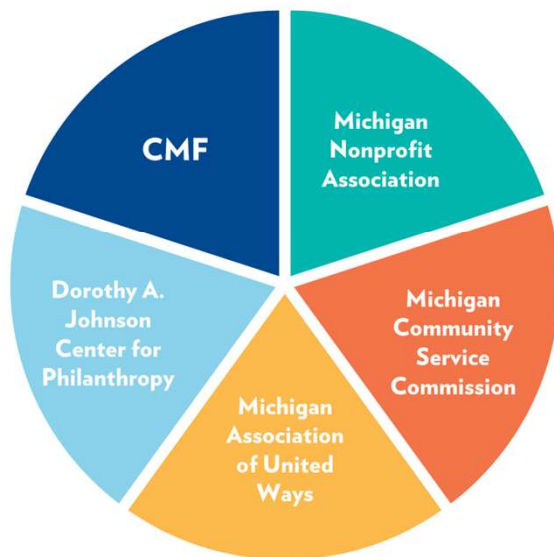 CMF
Michigan
Nonprofit
Association
Dorothy A.
Johnson
Center for
Philanthropy
Michigan
Community
Service
Commission
Michigan
Association
of United
Ways